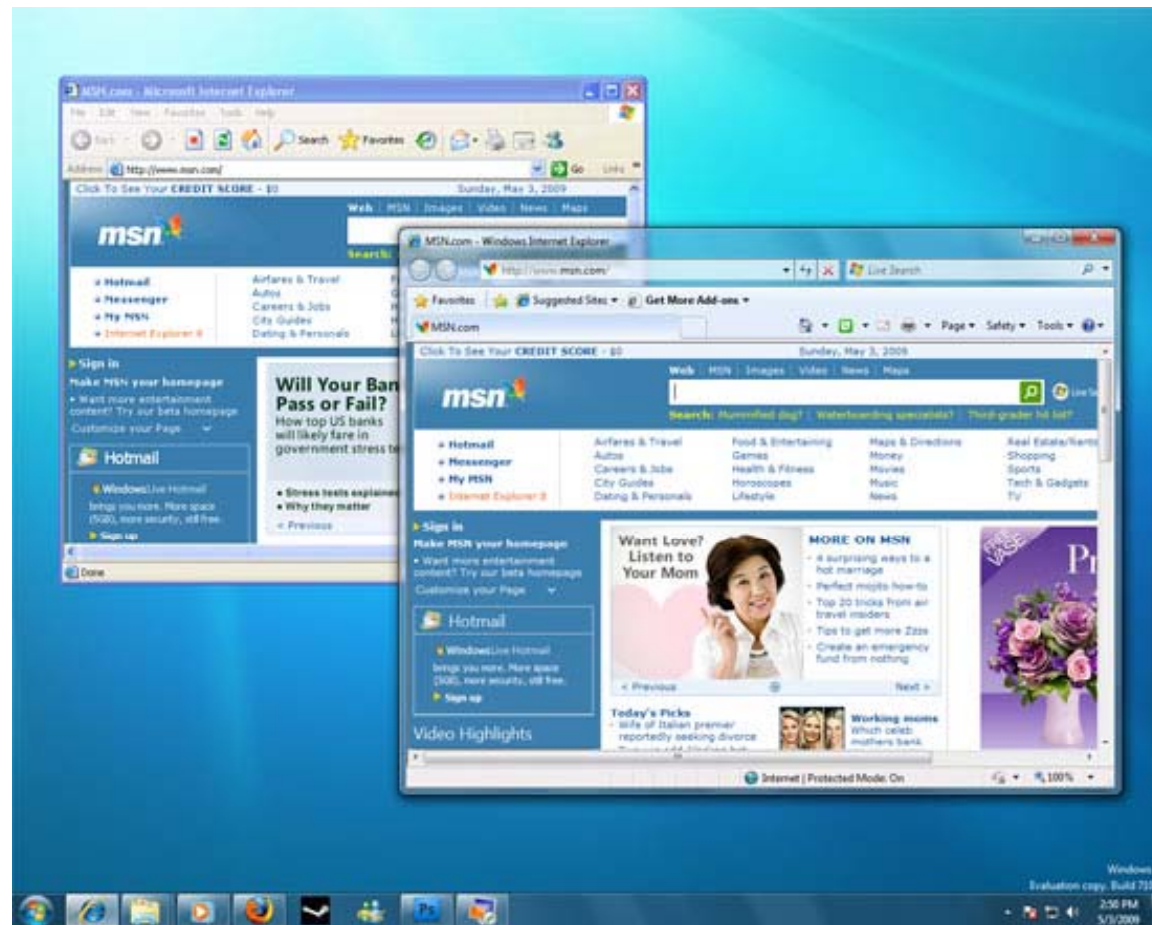 MSN.com - Microsoft Internet Explorer
File Edit View Favorites Tools Help
Back Search Favorites
Address http://www.msn.com/ Go Links
Click To See Your CREDIT SCORE - $0 Sunday, May 3, 2009
Web MSN Images Video News Maps
msn
Search:
Hotmail
Messenger
My MSN
Internet Explorer 8
Airfares & Travel
Autos
Careers & Jobs
City Guides
Dating & Personals
Sign in
Make MSN your homepage
• Want more entertainment
content? Try our beta homepage
Customize your Page
Hotmail
WindowsLive Hotmail
brings you more. More space
(5GB), more security, still free.
Sign up
Will Your Ban
Pass or Fail?
How top US banks
will likely fare in
government stress te
• Stress tests explained
• Why they matter
< Previous
Done
MSN.com - Windows Internet Explorer
http://www.msn.com/ Live Search
Favorites Suggested Sites Get More Add-ons
MSN.com Page Safety Tools
Click To See Your CREDIT SCORE - $0 Sunday, May 3, 2009
Web MSN Images Video News Maps
msn
Live Se
Search: Mummified dog? Waterboarding specialists? Third-grader hit list?
Hotmail
Messenger
My MSN
Internet Explorer 8
Airfares & Travel
Autos
Careers & Jobs
City Guides
Dating & Personals
Food & Entertaining
Games
Health & Fitness
Horoscopes
Lifestyle
Maps & Directions
Money
Movies
Music
News
Real Estate/Rents
Shopping
Sports
Tech & Gadgets
TV
Sign in
Make MSN your homepage
• Want more entertainment
content? Try our beta homepage
Customize your Page
Hotmail
WindowsLive Hotmail
brings you more. More space
(5GB), more security, still free.
Sign up
Video Highlights
Want Love?
Listen to
Your Mom
MORE ON MSN
4 surprising ways to a
hot marriage
Perfect mojito how-to
Top 20 tricks from air
travel insiders
Tips to get more Zzzs
Create an emergency
fund from nothing
< Previous Next >
Today's Picks
Wife of Italian premier
reportedly seeking divorce
Working moms
Which celeb
mothers bank
FREE
VASE
Pr
Internet | Protected Mode: On 100%
Windows
Evaluation copy. Build 710
Ps
2:50 PM
5/3/2009